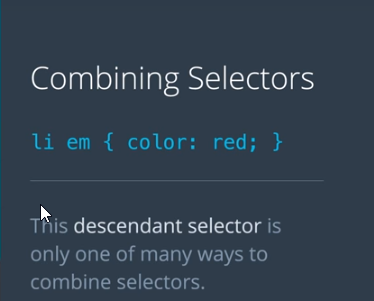 Combining Selectors
li em { color: red; }
This descendant selector is
only one of many ways to
combine selectors.